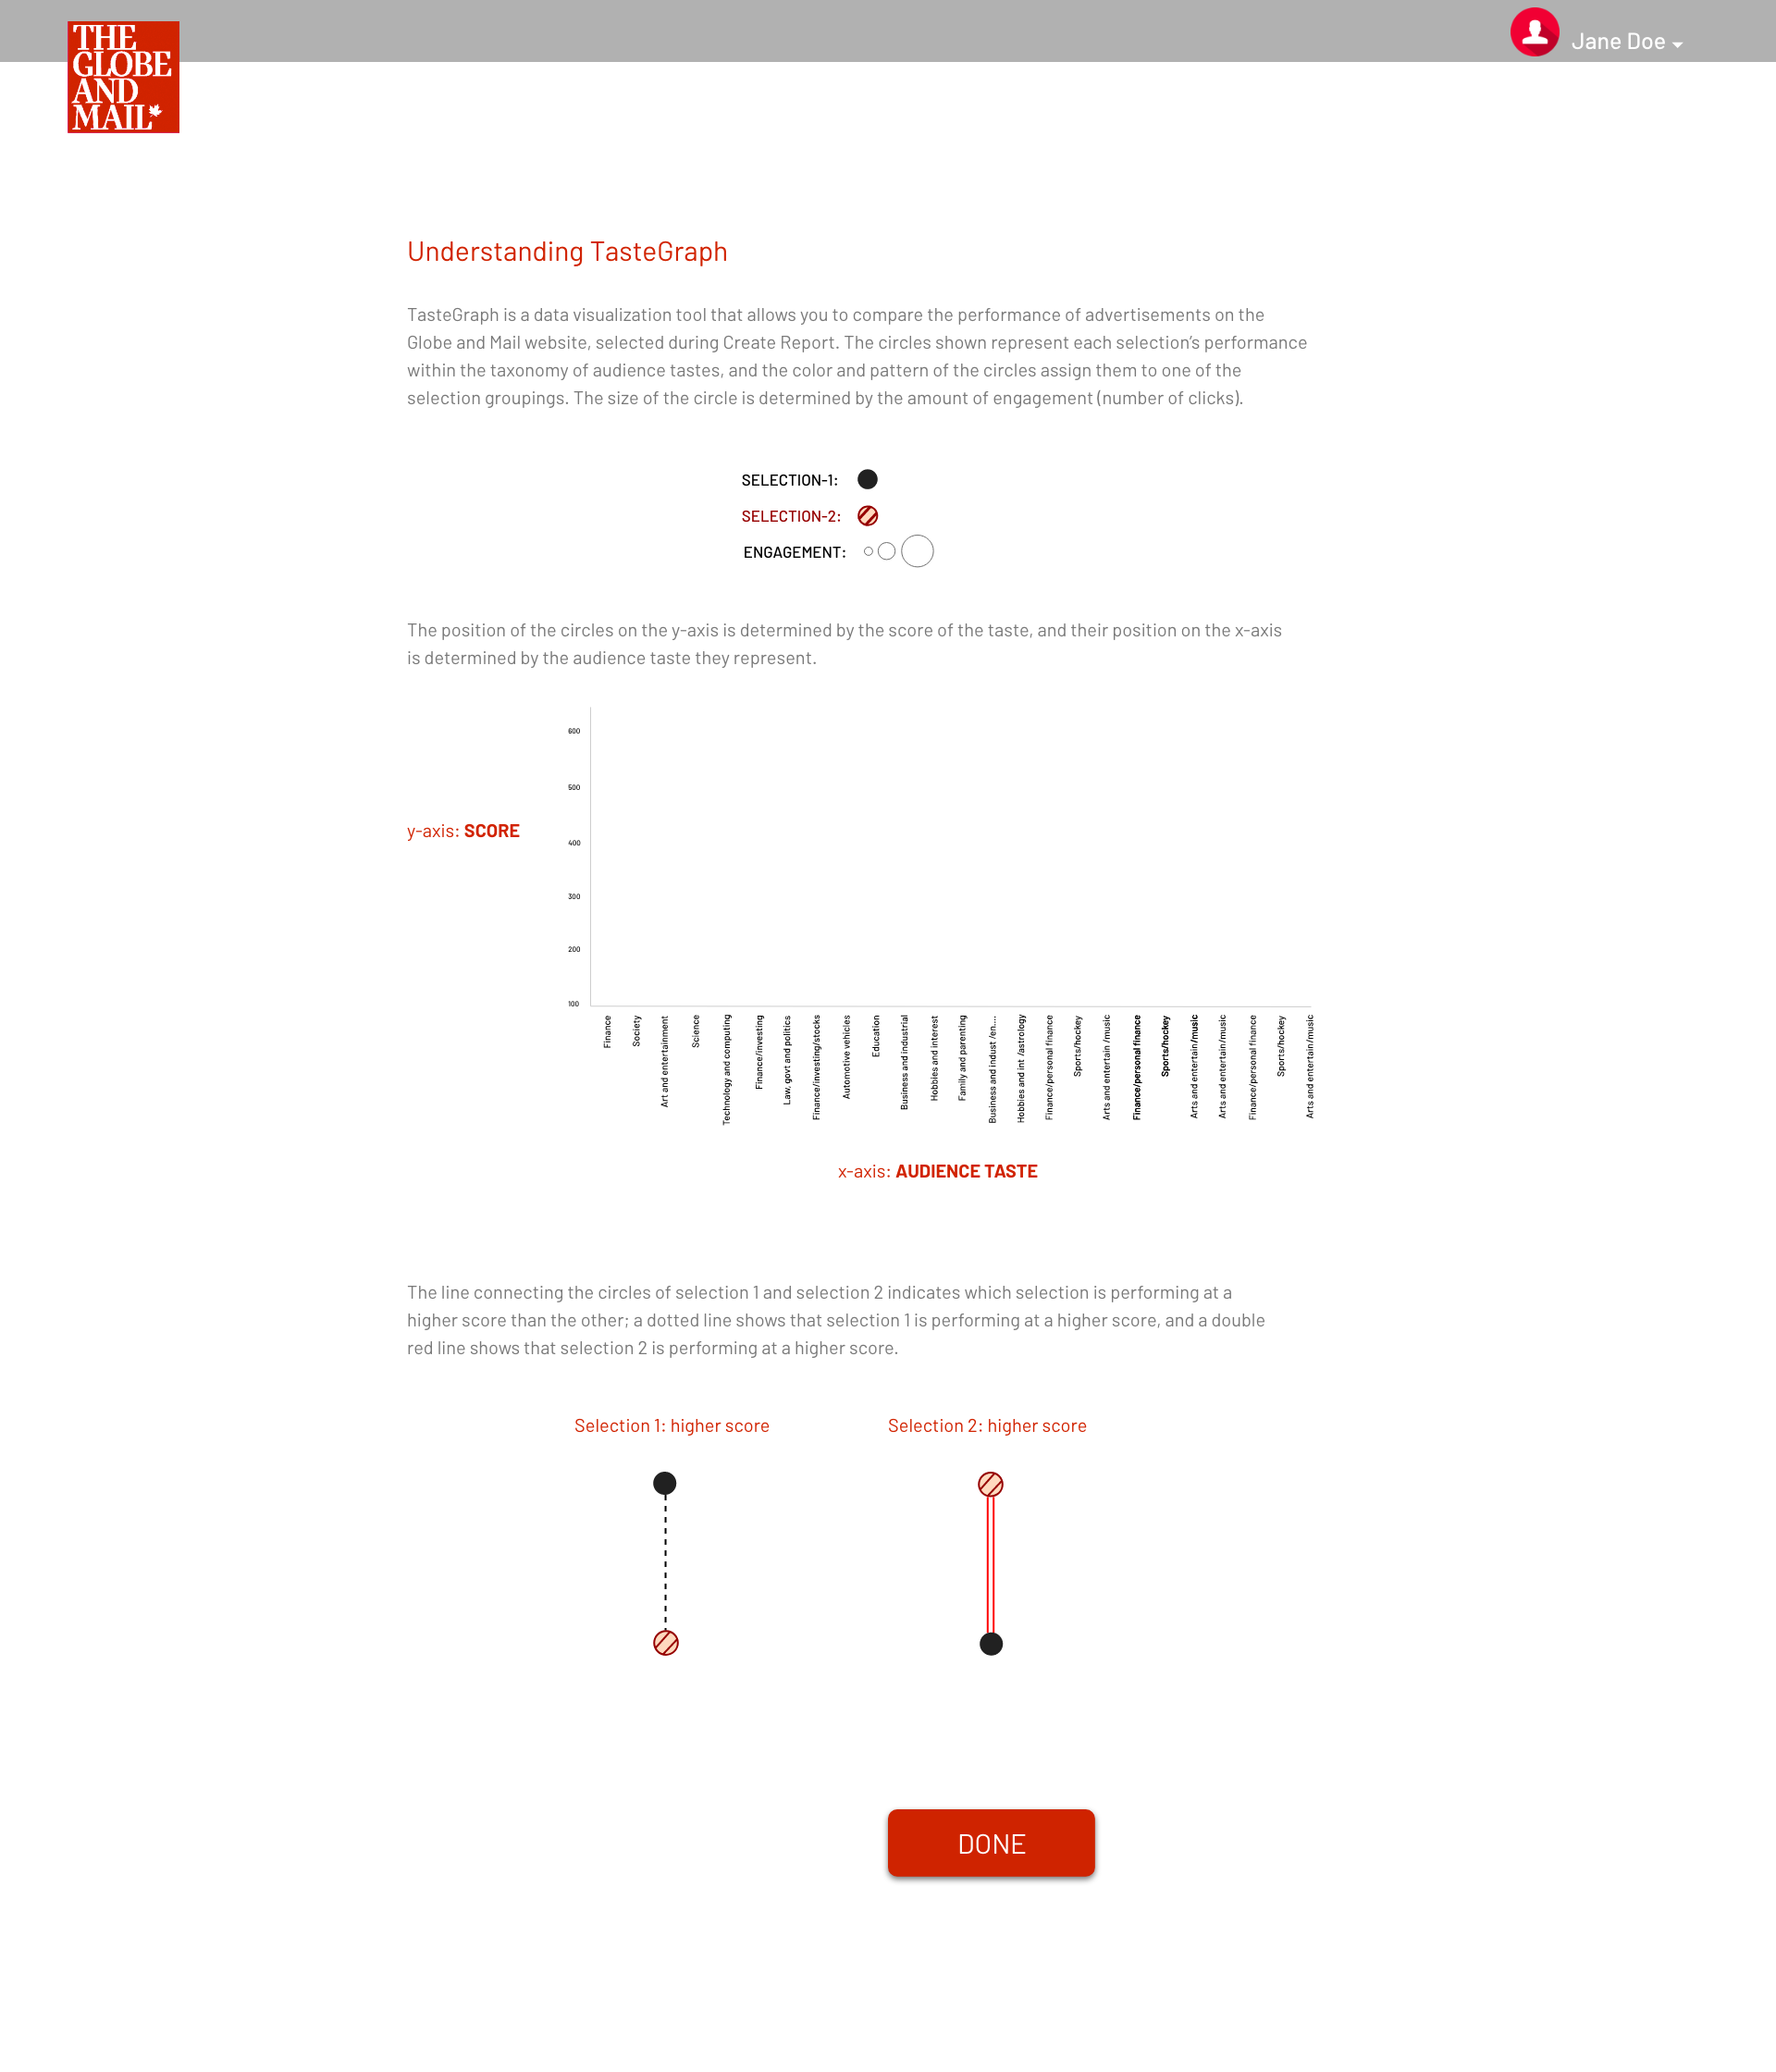 THE
GLOBE
AND
MAIL
Jane Doe
Understanding TasteGraph
TasteGraph is a data visualization tool that allows you to compare the performance of advertisements on the
Globe and Mail website, selected during Create Report. The circles shown represent each selection’s performance
within the taxonomy of audience tastes, and the color and pattern of the circles assign them to one of the
selection groupings. The size of the circle is determined by the amount of engagement (number of clicks).
SELECTION-1:
SELECTION-2:
ENGAGEMENT:
The position of the circles on the y-axis is determined by the score of the taste, and their position on the x-axis
is determined by the audience taste they represent.
600
500
y-axis: SCORE
400
300
200
100
Finance
Society
Art and entertainment
Science
Technology and computing
Finance/investing
Law, govt and politics
Finance/investing/stocks
Automotive vehicles
Education
Business and industrial
Hobbies and interest
Family and parenting
Business and indust /en....
Hobbies and int /astrology
Finance/personal finance
Sports/hockey
Arts and entertain /music
Finance/personal finance
Sports/hockey
Arts and entertain/music
Arts and entertain/music
Finance/personal finance
Sports/hockey
Arts and entertain/music
x-axis: AUDIENCE TASTE
The line connecting the circles of selection 1 and selection 2 indicates which selection is performing at a
higher score than the other; a dotted line shows that selection 1 is performing at a higher score, and a double
red line shows that selection 2 is performing at a higher score.
Selection 1: higher score
Selection 2: higher score
DONE